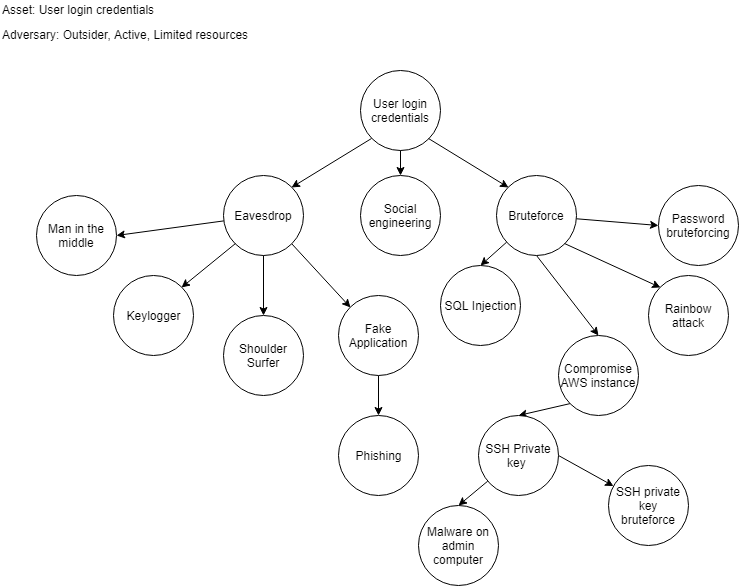 Asset: User login credentials
Adversary: Outsider, Active, Limited resources
User login
credentials
Eavesdrop
Social
engineering
Bruteforce
Man in the
middle
Password
bruteforcing
Keylogger
SQL Injection
Rainbow
attack
Shoulder
Surfer
Fake
Application
Compromise
AWS instance
Phishing
SSH Private
key
SSH private
key
bruteforce
Malware on
admin
computer